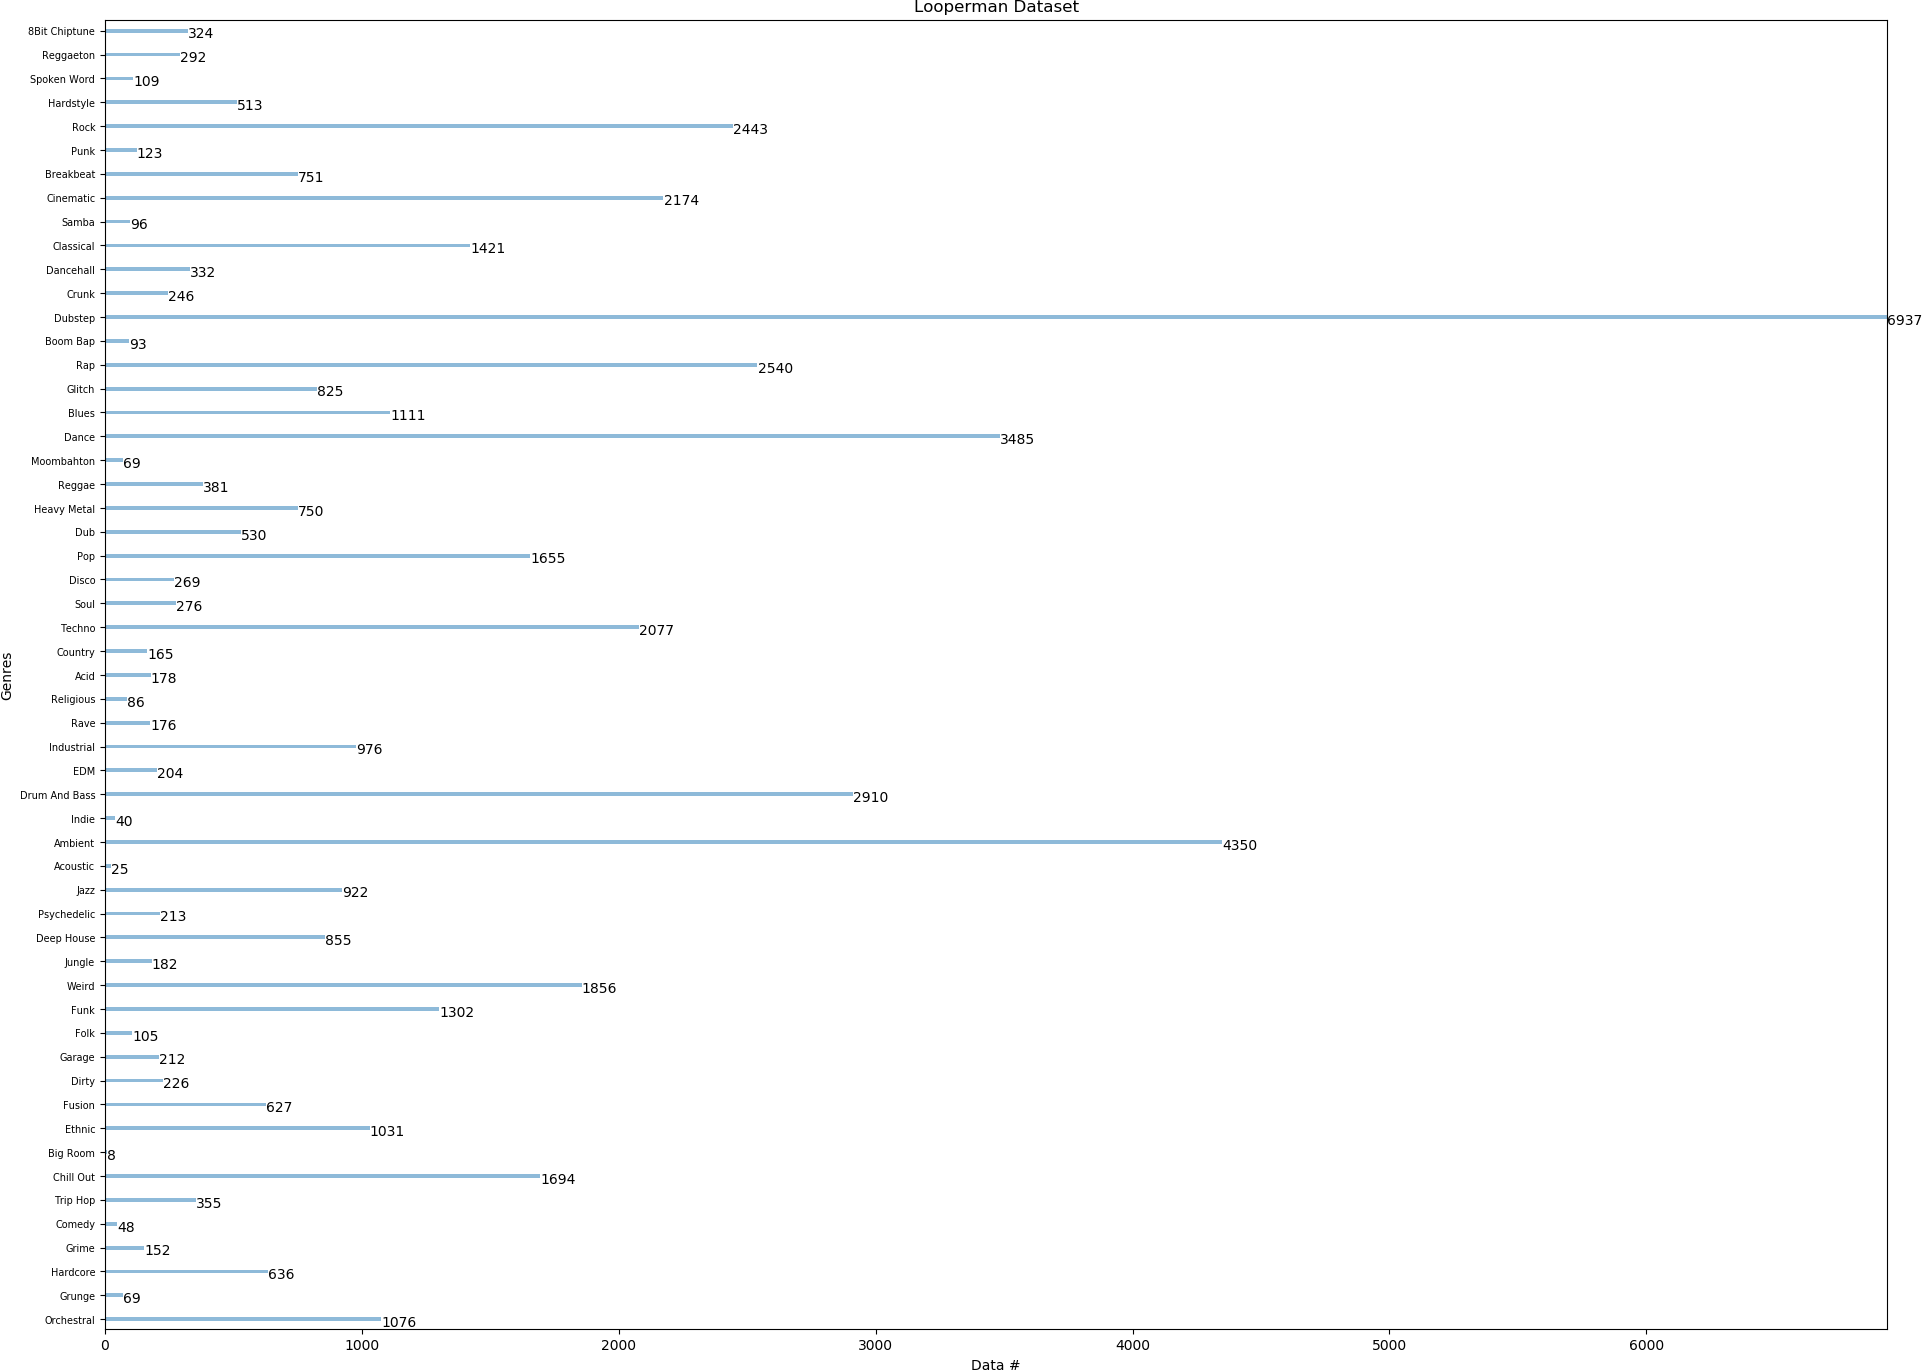 Looperman Dataset
8Bit Chiptune 324
Reggaeton 292
Spoken Word 109
Hardstyle 513
Rock 2443
Punk 123
Breakbeat 751
Cinematic 2174
Samba 96
Classical 1421
Dancehall 332
Crunk 246
Dubstep 6937
Boom Bap 93
Rap 2540
Glitch 825
Blues 1111
Dance 3485
Moombahton 69
Reggae 381
Heavy Metal 750
Dub 530
Pop 1655
Disco 269
Soul 276
Techno 2077
Country 165
Acid 178
Religious 86
Rave 176
Industrial 976
EDM 204
Drum And Bass 2910
Indie 40
Ambient 4350
Acoustic 25
Jazz 922
Psychedelic 213
Deep House 855
Jungle 182
Weird 1856
Funk 1302
Folk 105
Garage 212
Dirty 226
Fusion 627
Ethnic 1031
Big Room 8
Chill Out 1694
Trip Hop 355
Comedy 48
Grime 152
Hardcore 636
Grunge 69
Orchestral 1076
0 1000 2000 3000 4000 5000 6000
Data #
Genres